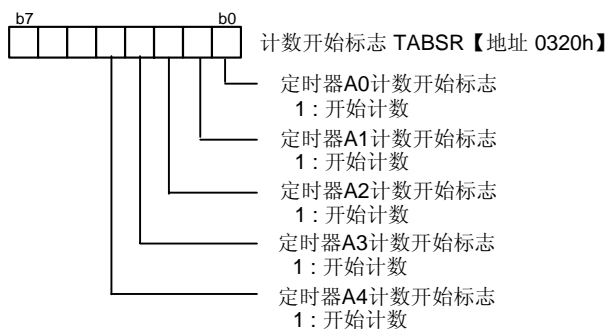 b7 b0
计数开始标志 TABSR【地址 0320h】
定时器A0计数开始标志
1 : 开始计数
定时器A1计数开始标志
1 : 开始计数
定时器A2计数开始标志
1 : 开始计数
定时器A3计数开始标志
1 : 开始计数
定时器A4计数开始标志
1 : 开始计数